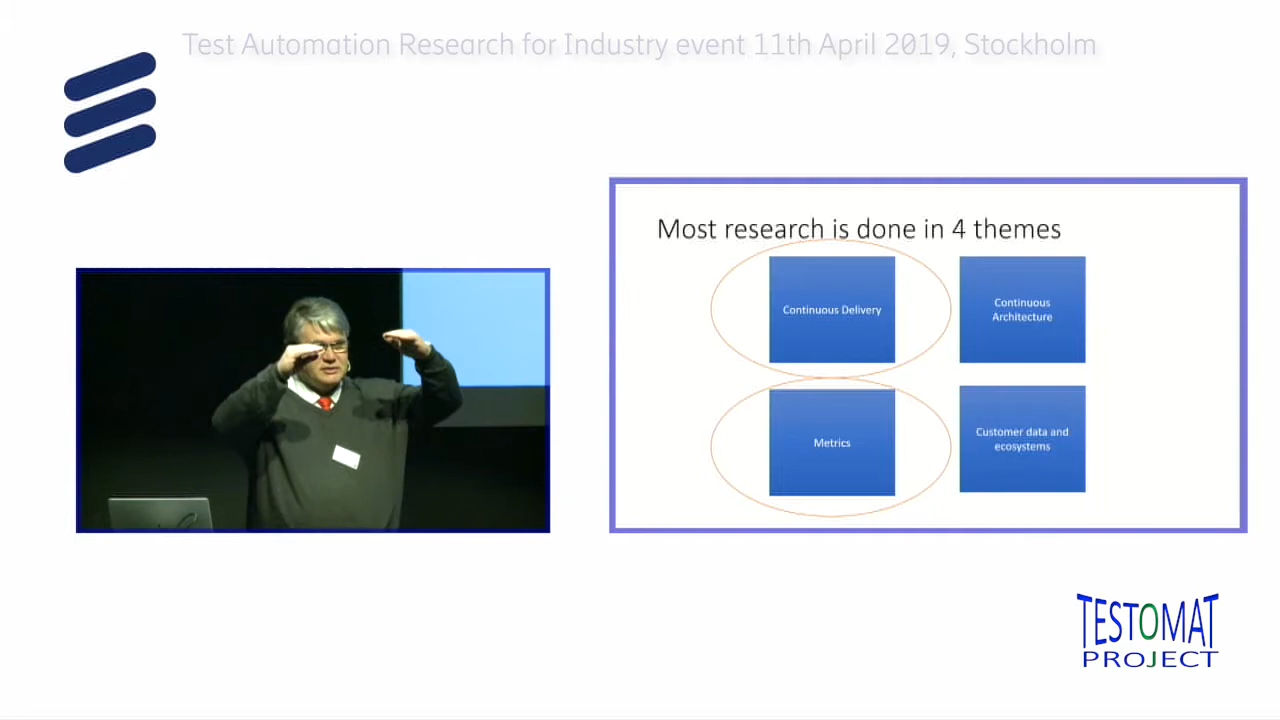 Test Automation Research for Industry event 11th April 2019, Stockholm
Most research is done in 4 themes
Continuous Delivery
Continuous
Architecture
Metrics
Customer data and
ecosystems
TESTOMAT
PROJECT